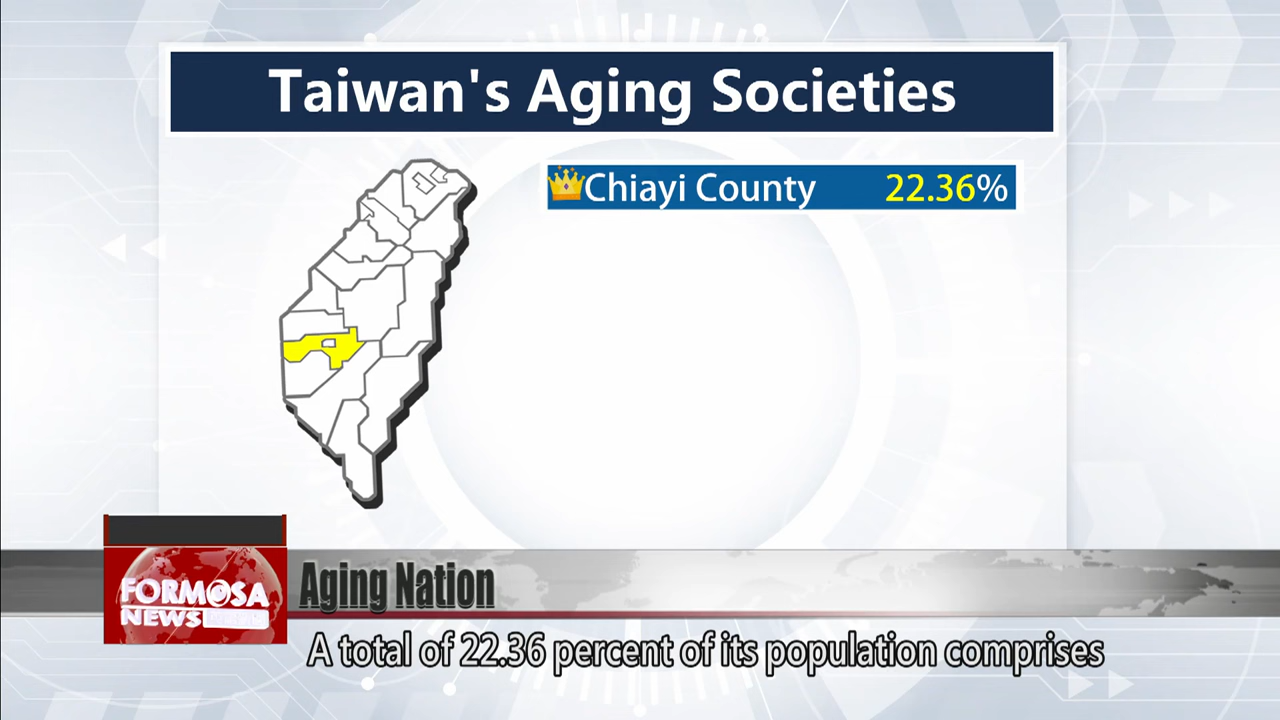 Taiwan's Aging Societies
Chiayi County 22.36%
Aging Nation
FORMOSA
NEWS
A total of 22.36 percent of its population comprises